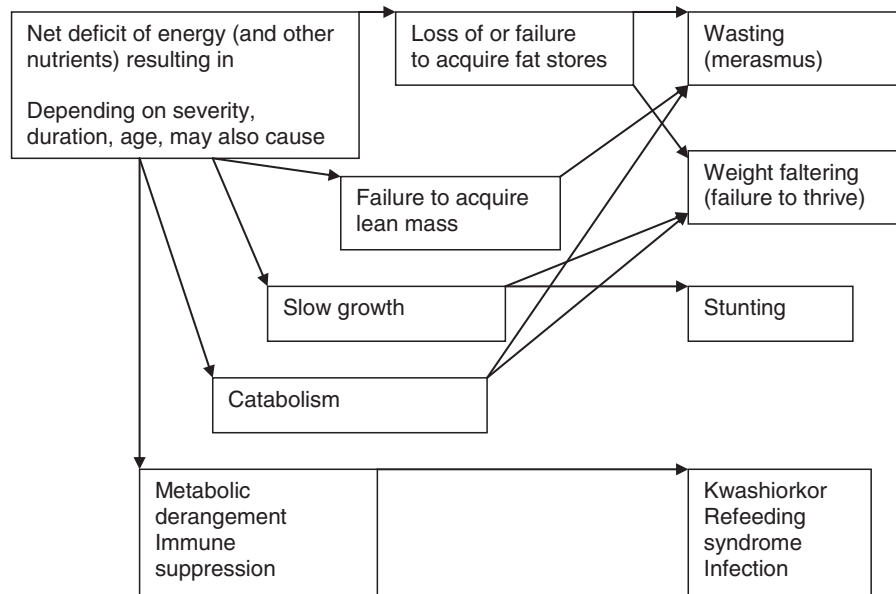 Net deficit of energy (and other
nutrients) resulting in
Depending on severity,
duration, age, may also cause
Loss of or failure
to acquire fat stores
Wasting
(merasmus)
Failure to acquire
lean mass
Weight faltering
(failure to thrive)
Slow growth
Stunting
Catabolism
Metabolic
derangement
Immune
suppression
Kwashiorkor
Refeeding
syndrome
Infection